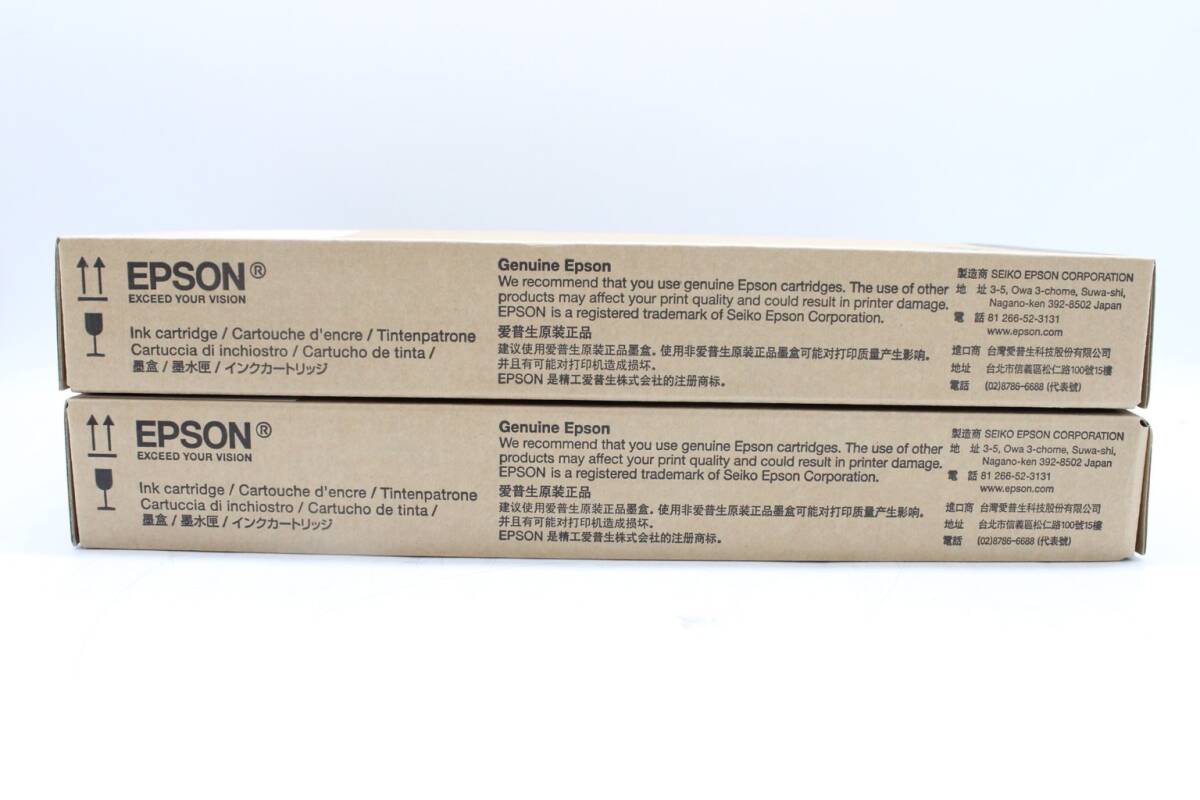 EPSON®
EXCEED YOUR VISION
Ink cartridge / Cartouche d'encre / Tintenpatrone
Cartuccia di inchiostro / Cartucho de tinta /
墨盒 / 墨水匣 / インクカートリッジ
Genuine Epson
We recommend that you use genuine Epson cartridges. The use of other
products may affect your print quality and could result in printer damage.
EPSON is a registered trademark of Seiko Epson Corporation.
爱普生原装正品
建议使用爱普生原装正品墨盒。使用非爱普生原装正品墨盒可能对打印质量产生影响。
并且有可能对打印机造成损坏。
EPSON 是精工爱普生株式会社的注册商标。
製造商 SEIKO EPSON CORPORATION
地 址 3-5, Owa 3-chome, Suwa-shi,
Nagano-ken 392-8502 Japan
電 話 81 266-52-3131
www.epson.com
進口商 台灣愛普生科技股份有限公司
地址 台北市信義區松仁路100號15樓
電話 (02)8786-6688 (代表號)
EPSON®
EXCEED YOUR VISION
Ink cartridge / Cartouche d'encre / Tintenpatrone
Cartuccia di inchiostro / Cartucho de tinta /
墨盒 / 墨水匣 / インクカートリッジ
Genuine Epson
We recommend that you use genuine Epson cartridges. The use of other
products may affect your print quality and could result in printer damage.
EPSON is a registered trademark of Seiko Epson Corporation.
爱普生原装正品
建议使用爱普生原装正品墨盒。使用非爱普生原装正品墨盒可能对打印质量产生影响。
并且有可能对打印机造成损坏。
EPSON 是精工爱普生株式会社的注册商标。
製造商 SEIKO EPSON CORPORATION
地 址 3-5, Owa 3-chome, Suwa-shi,
Nagano-ken 392-8502 Japan
電 話 81 266-52-3131
www.epson.com
進口商 台灣愛普生科技股份有限公司
地址 台北市信義區松仁路100號15樓
電話 (02)8786-6688 (代表號)